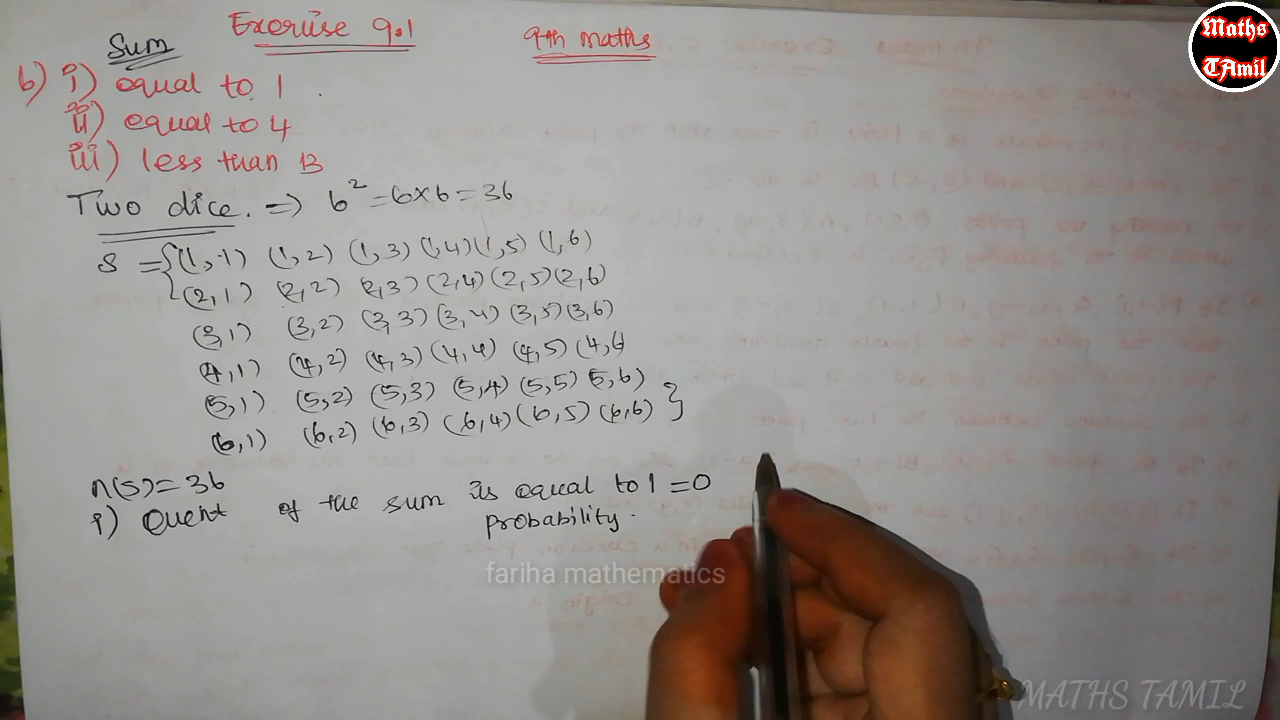 Exercise 9.1
9th maths
Maths
TAmil
Sum
6) i) equal to 1
ii) equal to 4
iii) less than 13
Two dice. => 6² = 6×6 = 36
S = {(1,1) (1,2) (1,3) (1,4) (1,5) (1,6)
(2,1) (2,2) (2,3) (2,4) (2,5) (2,6)
(3,1) (3,2) (3,3) (3,4) (3,5) (3,6)
(4,1) (4,2) (4,3) (4,4) (4,5) (4,6)
(5,1) (5,2) (5,3) (5,4) (5,5) (5,6)
(6,1) (6,2) (6,3) (6,4) (6,5) (6,6) }
n(S) = 36
i) Event of the sum is equal to 1 = 0
probability.
fariha mathematics
MATHS TAMIL